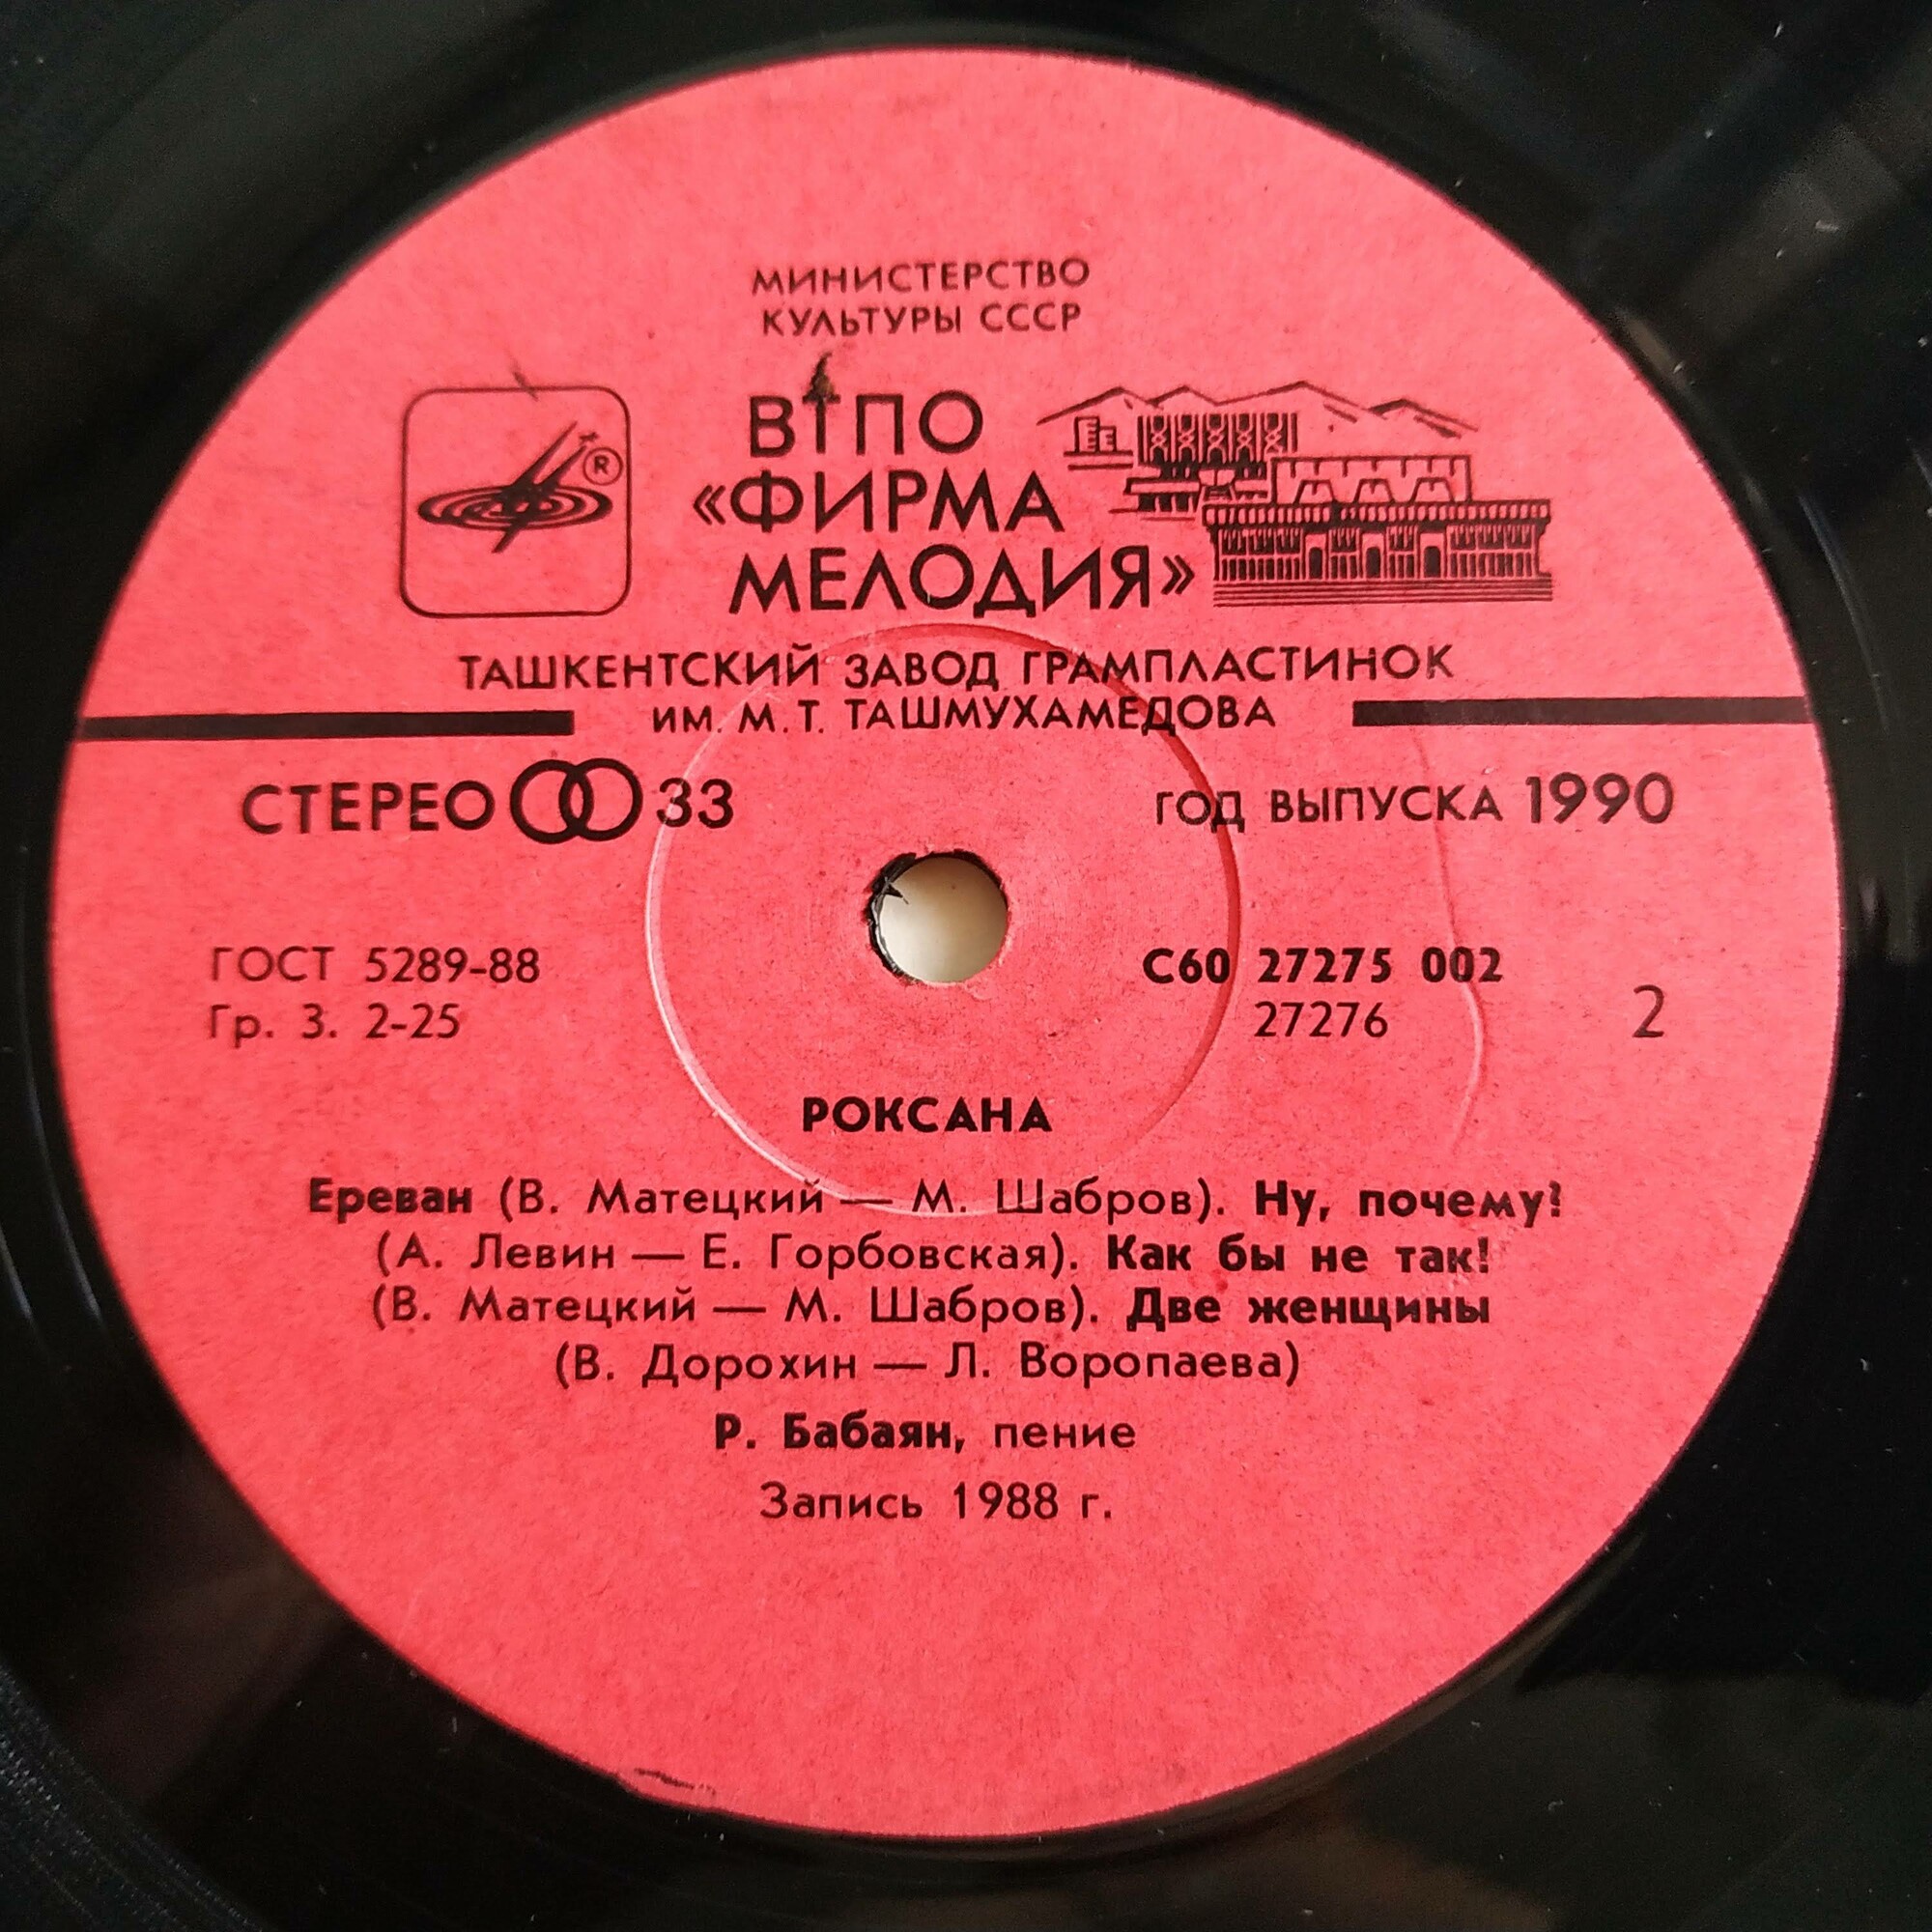 МИНИСТЕРСТВО
КУЛЬТУРЫ СССР
ВТПО
«ФИРМА
МЕЛОДИЯ»
®
ТАШКЕНТСКИЙ ЗАВОД ГРАМПЛАСТИНОК
ИМ. М.Т. ТАШМУХАМЕДОВА
СТЕРЕО 33
ГОД ВЫПУСКА 1990
ГОСТ 5289-88
Гр. 3. 2-25
С60 27275 002
27276
2
РОКСАНА
Ереван (В. Матецкий — М. Шабров). Ну, почему?
(А. Левин — Е. Горбовская). Как бы не так!
(В. Матецкий — М. Шабров). Две женщины
(В. Дорохин — Л. Воропаева)
Р. Бабаян, пение
Запись 1988 г.